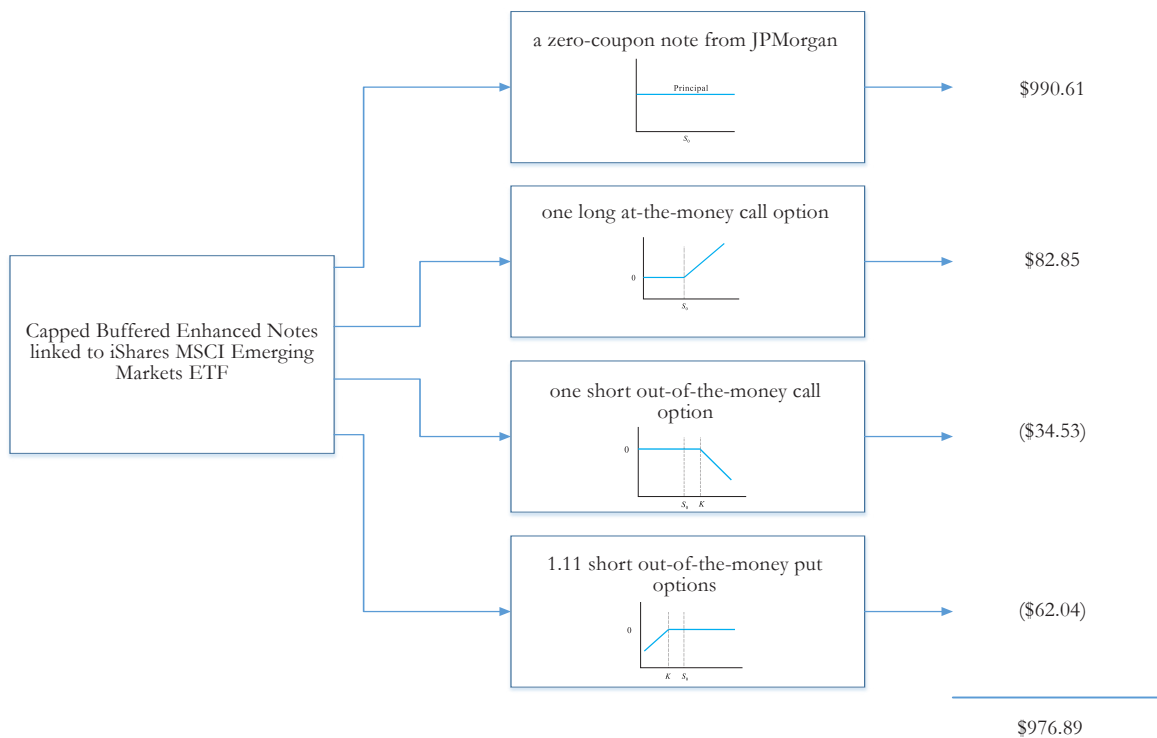 a zero-coupon note from JPMorgan
Principal
S₀
$990.61
one long at-the-money call option
0
S₀
$82.85
Capped Buffered Enhanced Notes
linked to iShares MSCI Emerging
Markets ETF
one short out-of-the-money call
option
0
S₀ K
($34.53)
1.11 short out-of-the-money put
options
0
K S₀
($62.04)
$976.89